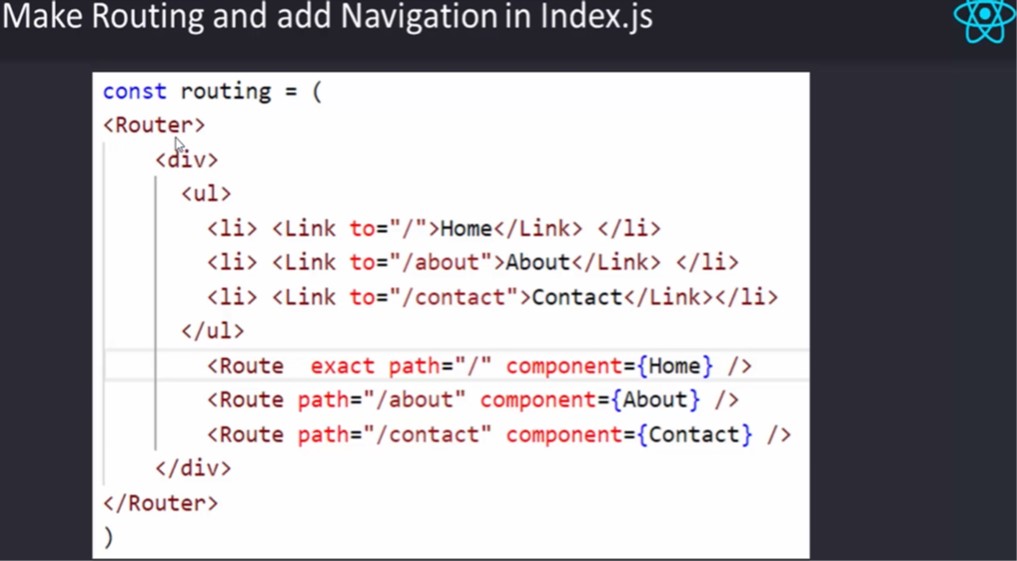 Make Routing and add Navigation in Index.js
const routing = (
<Router>
<div>
<ul>
<li> <Link to="/">Home</Link> </li>
<li> <Link to="/about">About</Link> </li>
<li> <Link to="/contact">Contact</Link></li>
</ul>
<Route  exact path="/" component={Home} />
<Route path="/about" component={About} />
<Route path="/contact" component={Contact} />
</div>
</Router>
)